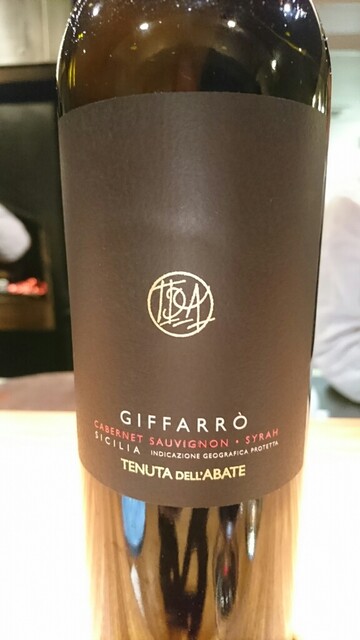 GIFFARRÒ
CABERNET SAUVIGNON • SYRAH
SICILIA INDICAZIONE GEOGRAFICA PROTETTA
TENUTA DELL'ABATE